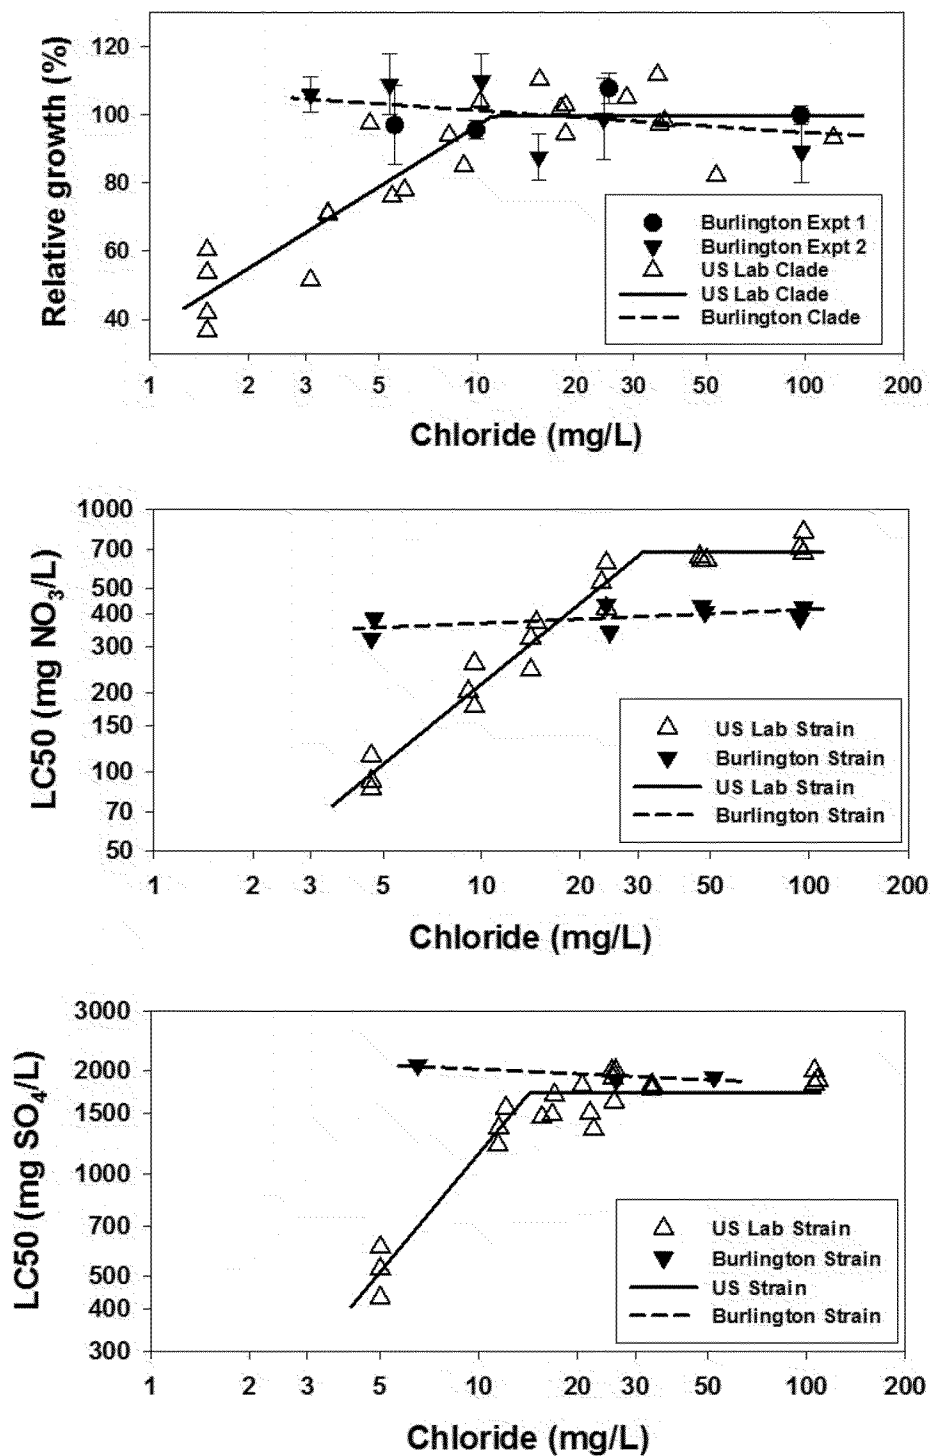 Relative growth (%)
120
100
80
60
40
Burlington Expt 1
Burlington Expt 2
US Lab Clade
US Lab Clade
Burlington Clade
1 2 3 5 10 20 30 50 100 200
Chloride (mg/L)
LC50 (mg NO3/L)
1000
700
500
400
300
200
150
100
70
50
US Lab Strain
Burlington Strain
US Lab Strain
Burlington Strain
1 2 3 5 10 20 30 50 100 200
Chloride (mg/L)
LC50 (mg SO4/L)
3000
2000
1500
1000
700
500
400
300
US Lab Strain
Burlington Strain
US Strain
Burlington Strain
1 2 3 5 10 20 30 50 100 200
Chloride (mg/L)